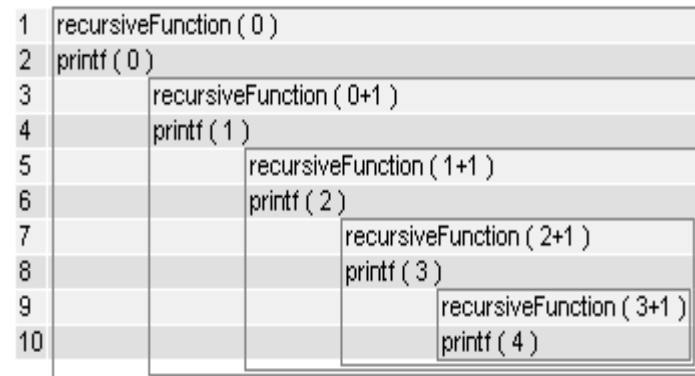 1 recursiveFunction ( 0 )
2 printf ( 0 )
3 recursiveFunction ( 0+1 )
4 printf ( 1 )
5 recursiveFunction ( 1+1 )
6 printf ( 2 )
7 recursiveFunction ( 2+1 )
8 printf ( 3 )
9 recursiveFunction ( 3+1 )
10 printf ( 4 )